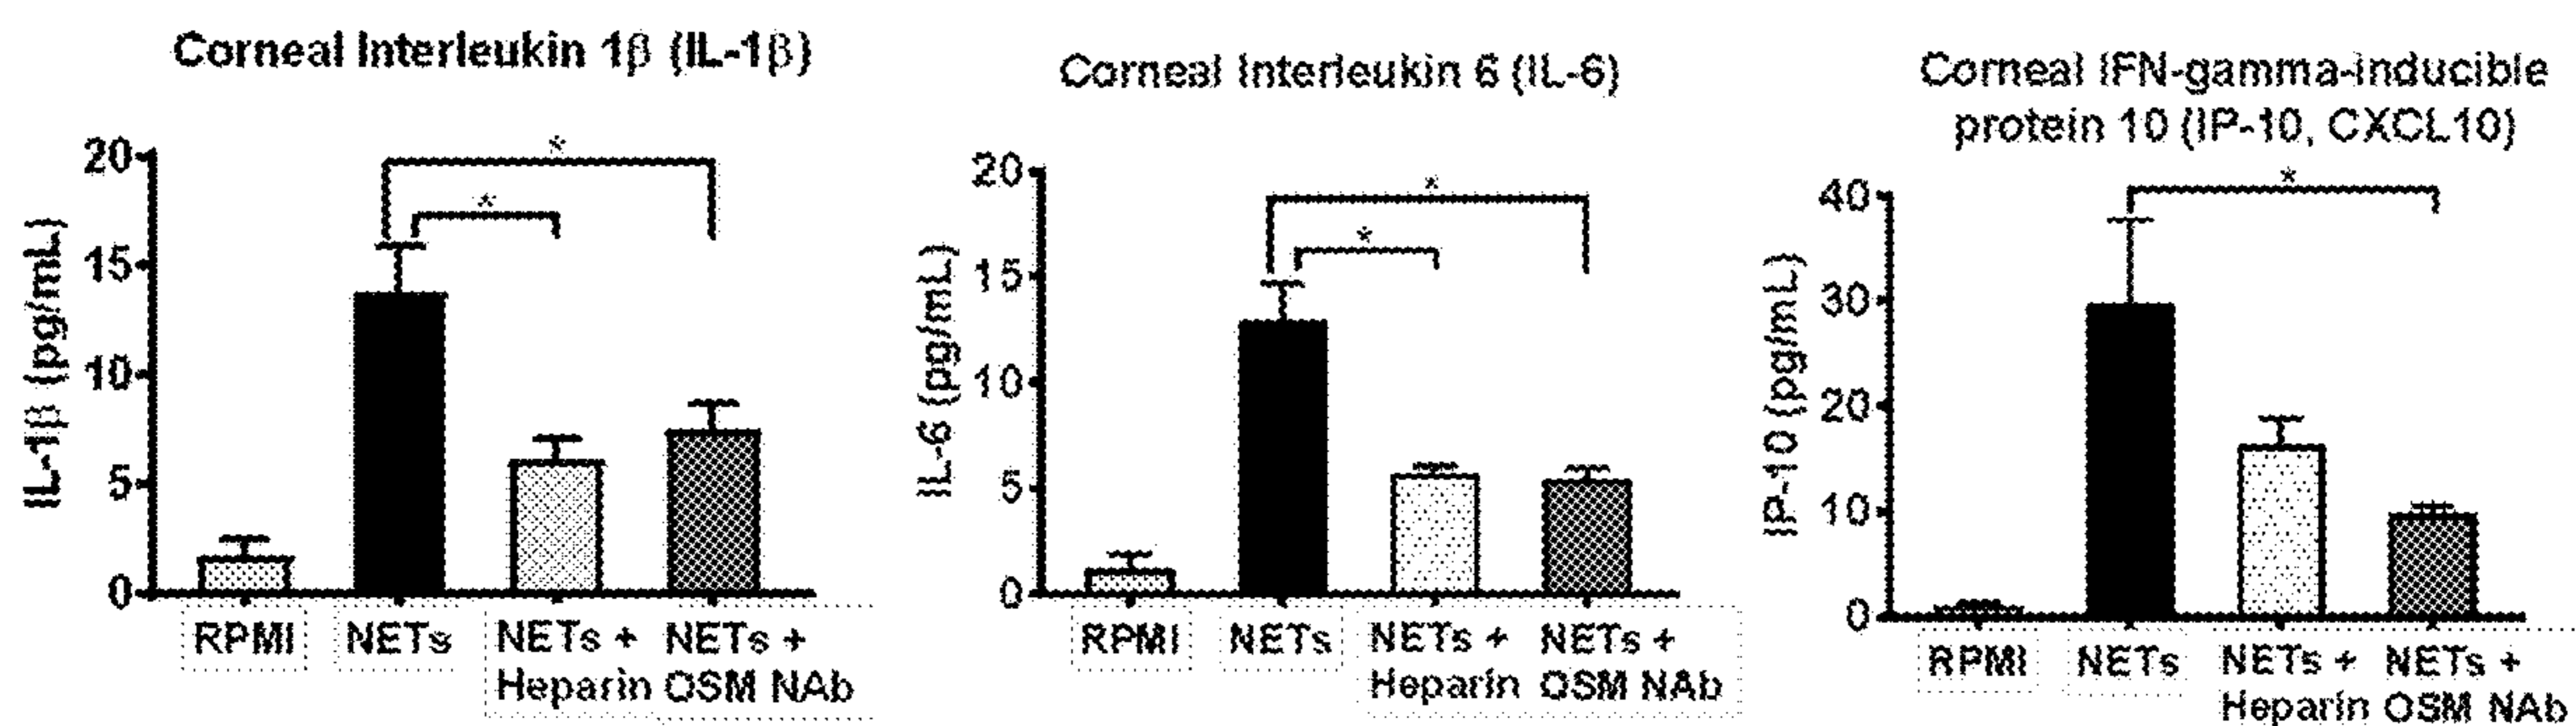 Corneal Interleukin 1β (IL-1β)
*
*
20
15
10
5
0
IL-1β (pg/mL)
RPMI
NETs
NETs +
Heparin
NETs +
OSM NAb
Corneal Interleukin 6 (IL-6)
*
*
20
15
10
5
0
IL-6 (pg/mL)
RPMI
NETs
NETs +
Heparin
NETs +
OSM NAb
Corneal IFN-gamma-inducible
protein 10 (IP-10, CXCL10)
*
40
30
20
10
0
IP-10 (pg/mL)
RPMI
NETs
NETs +
Heparin
NETs +
OSM NAb